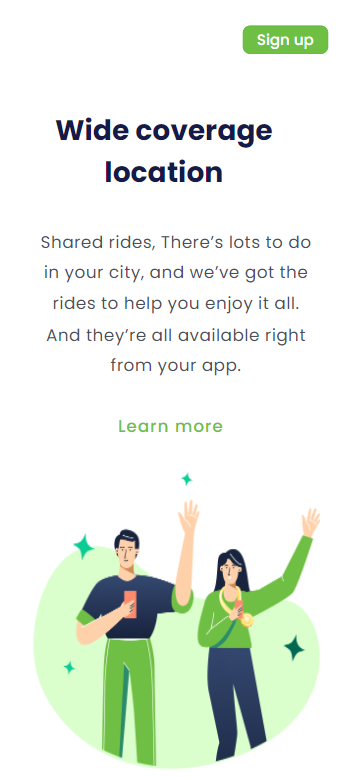 Sign up
Wide coverage
location
Shared rides, There’s lots to do
in your city, and we’ve got the
rides to help you enjoy it all.
And they’re all available right
from your app.
Learn more